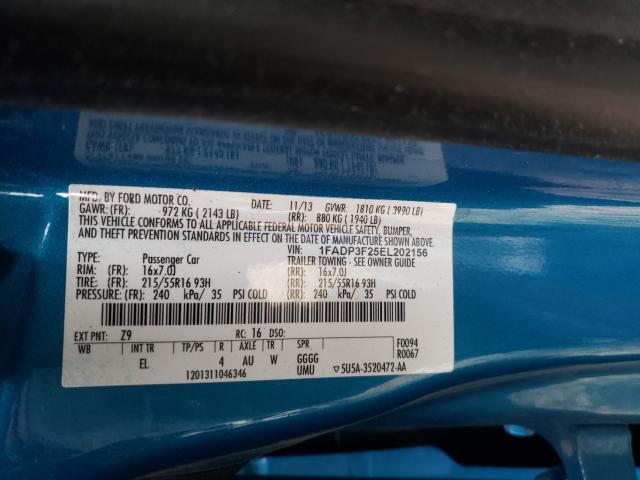 MFD. BY FORD MOTOR CO.
DATE: 11/13 GVWR: 1810 KG ( 3990 LB)
GAWR: (FR): 972 KG ( 2143 LB) (RR): 880 KG ( 1940 LB)
THIS VEHICLE CONFORMS TO ALL APPLICABLE FEDERAL MOTOR VEHICLE SAFETY, BUMPER,
AND THEFT PREVENTION STANDARDS IN EFFECT ON THE DATE OF MANUFACTURE SHOWN ABOVE.
VIN: 1FADP3F25EL202156
TYPE: Passenger Car TRAILER TOWING - SEE OWNER GUIDE
RIM: (FR): 16x7.0J (RR): 16x7.0J
TIRE: (FR): 215/55R16 93H (RR): 215/55R16 93H
PRESSURE: (FR): 240 kPa/ 35 PSI COLD (RR): 240 kPa/ 35 PSI COLD
EXT PNT: Z9 RC: 16 DSO: F0094
WB INT TR TP/PS R AXLE TR SPR R0067
EL 4 AU W GGGG
1201311046346 UMU 5U5A-3520472-AA